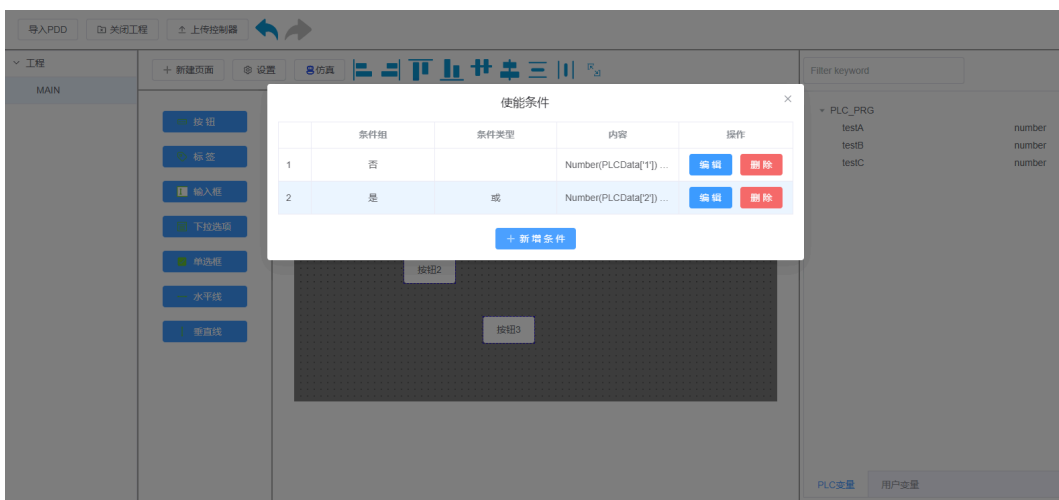 导入PDD 关闭工程 上传控制器
工程
MAIN
新建页面 设置 仿真
Filter keyword
使能条件
条件组 条件类型 内容 操作
1 否 Number(PLCData['1']) ... 编辑 删除
2 是 或 Number(PLCData['2']) ... 编辑 删除
新增条件
按钮
标签
输入框
下拉选项
单选框
水平线
垂直线
按钮2
按钮3
PLC_PRG
testA number
testB number
testC number
PLC变量 用户变量